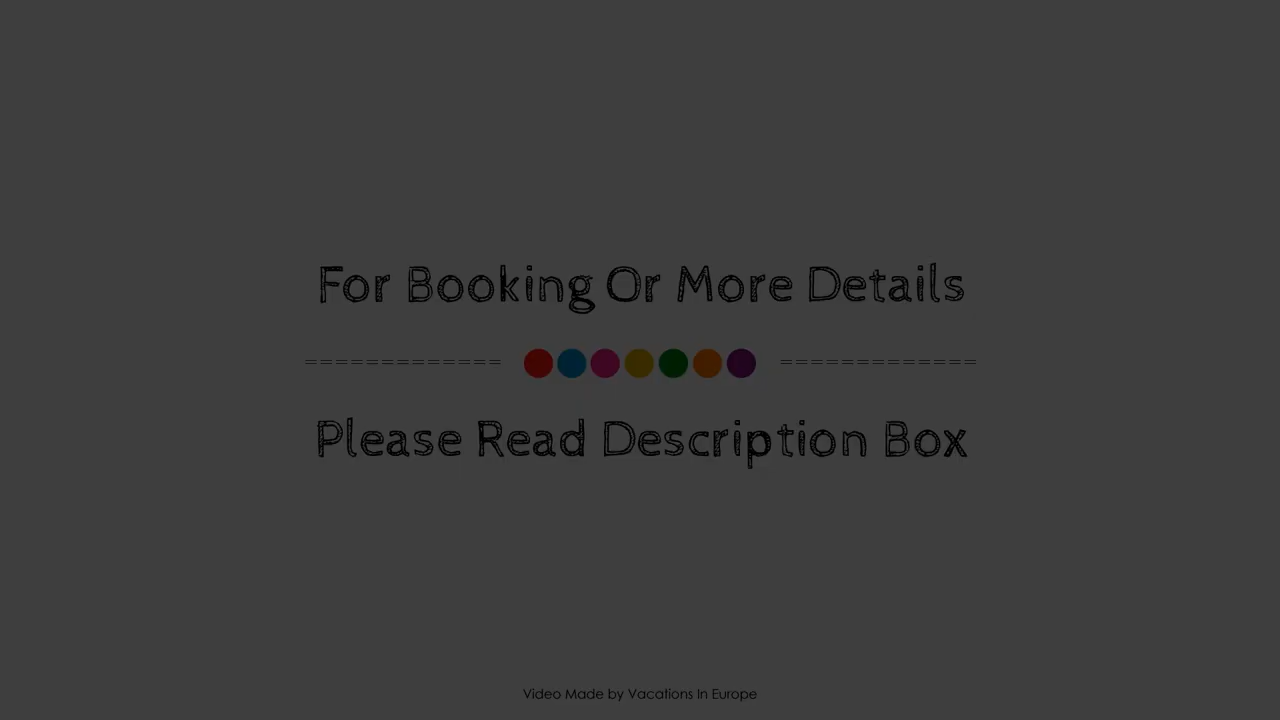 For Booking Or More Details
============= =============
Please Read Description Box
Video Made by Vacations In Europe